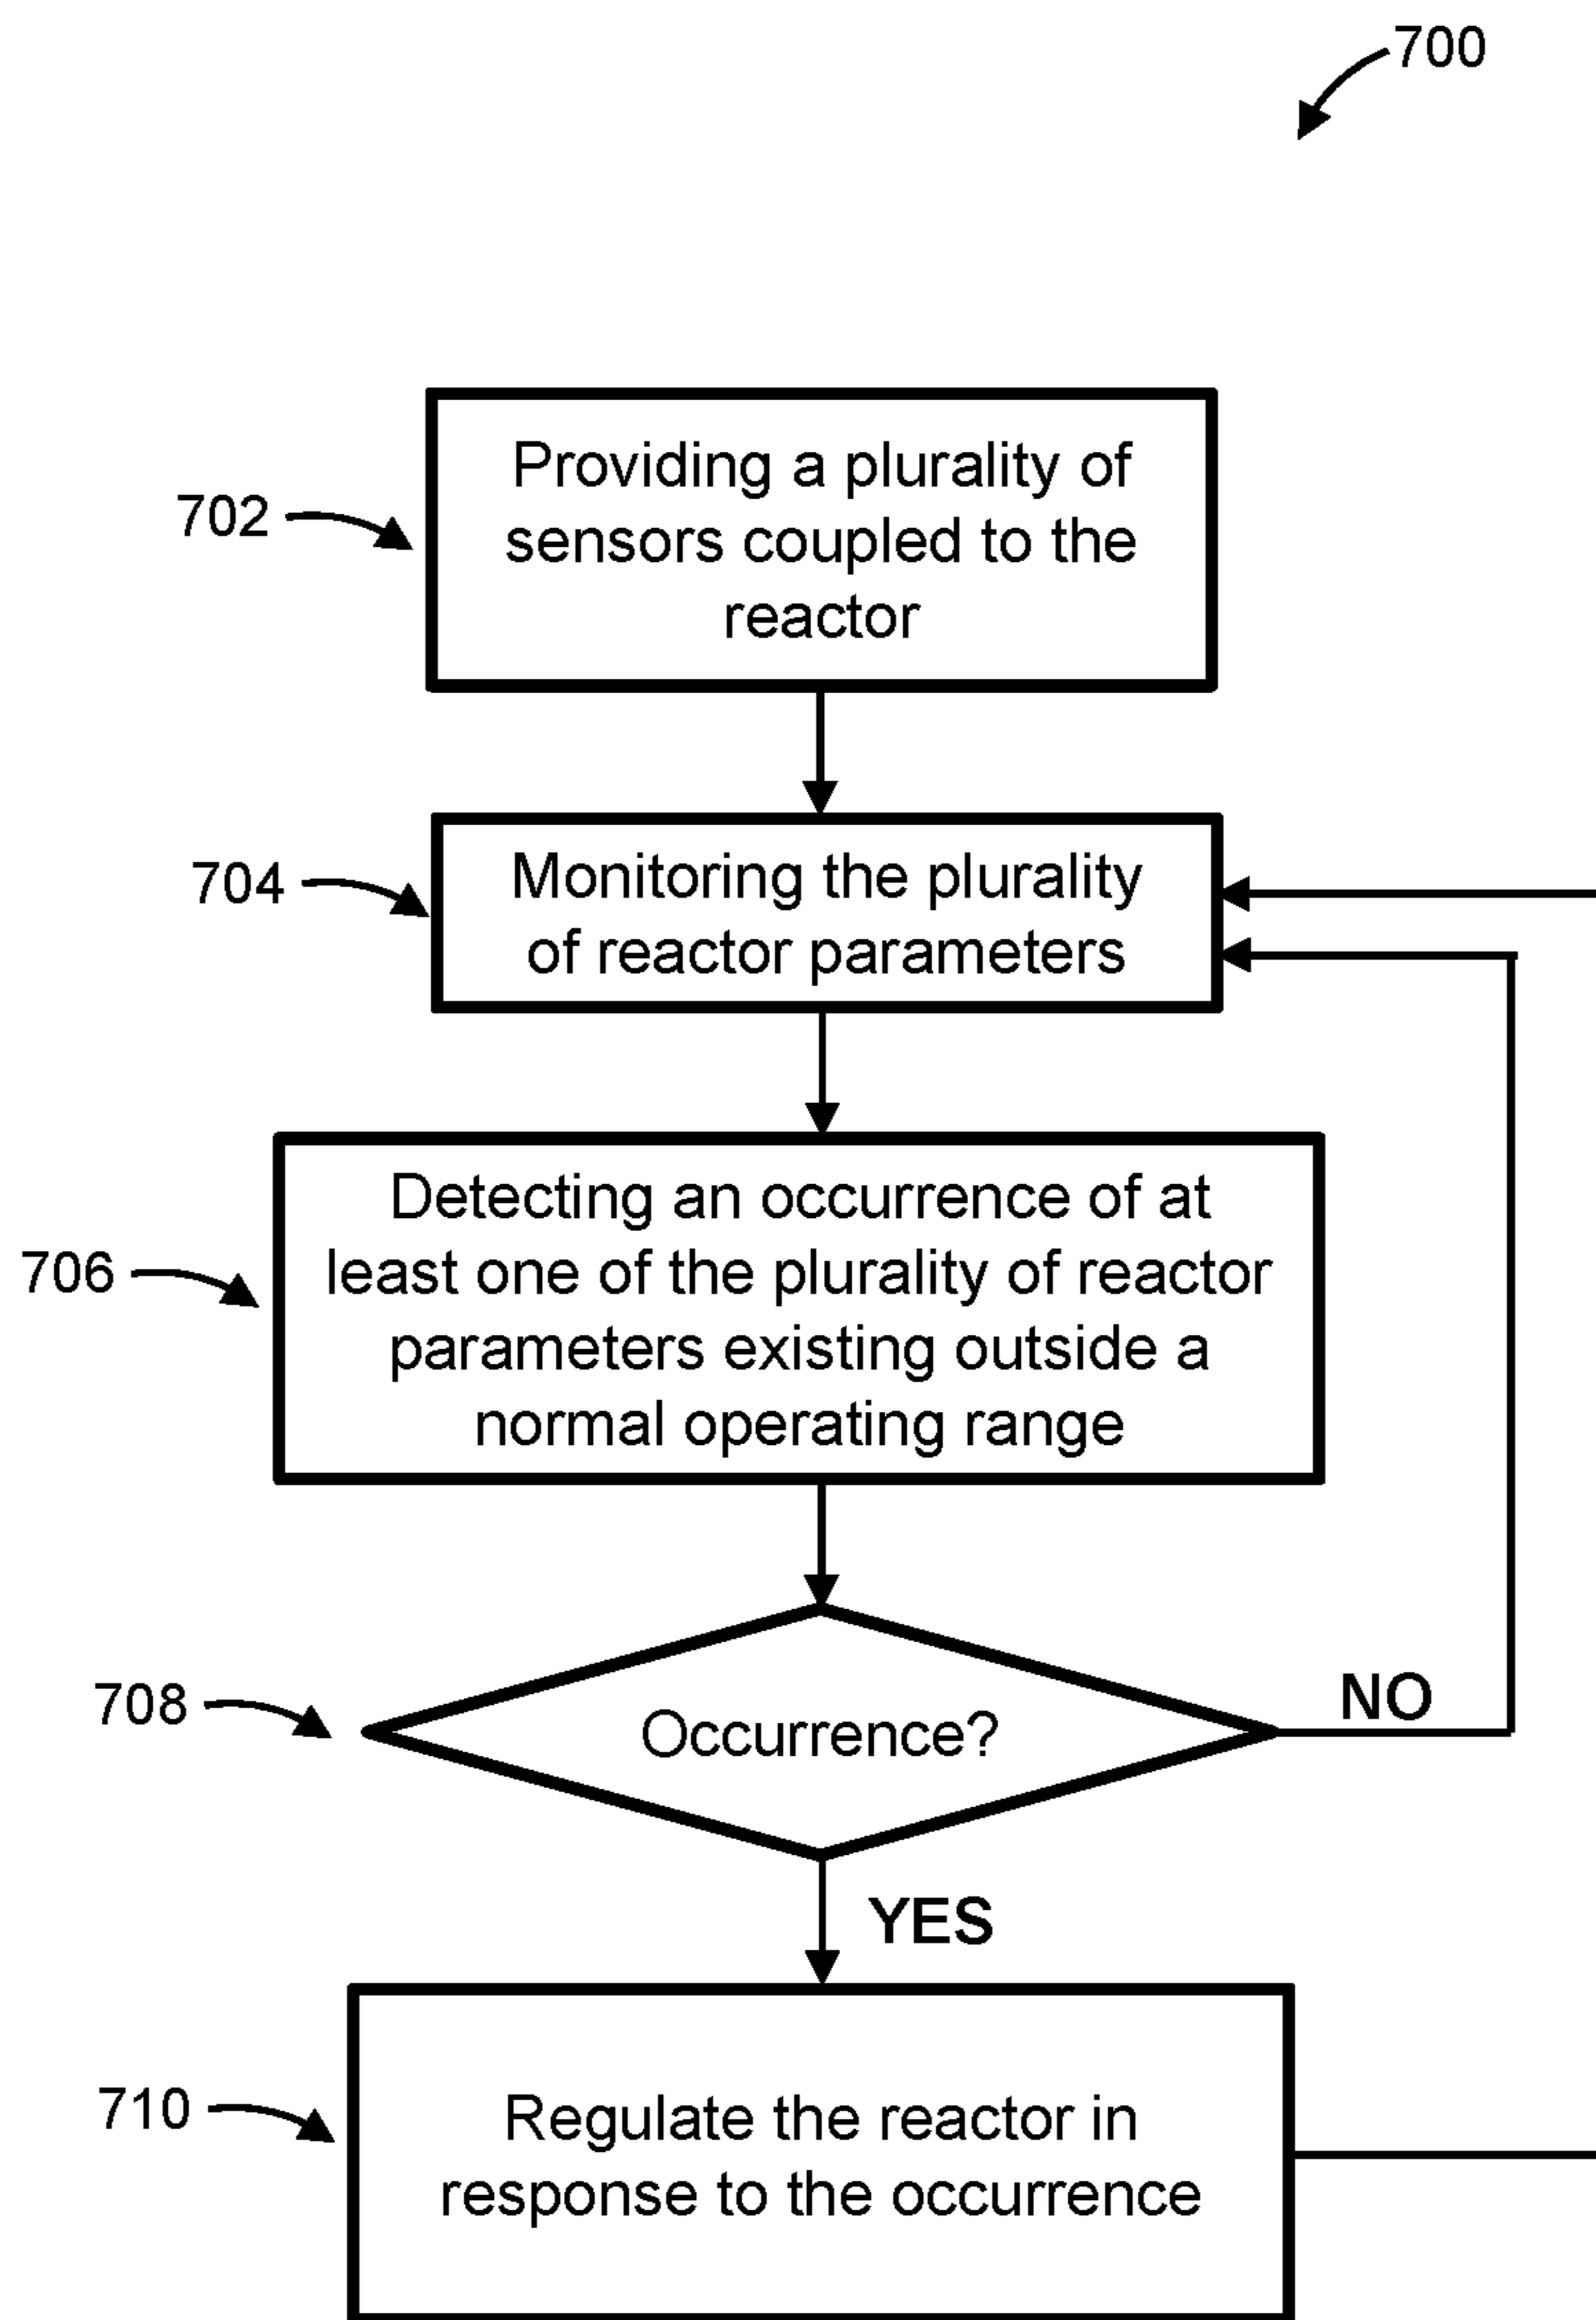 700
702
Providing a plurality of
sensors coupled to the
reactor
704
Monitoring the plurality
of reactor parameters
706
Detecting an occurrence of at
least one of the plurality of reactor
parameters existing outside a
normal operating range
708
Occurrence?
NO
YES
710
Regulate the reactor in
response to the occurrence